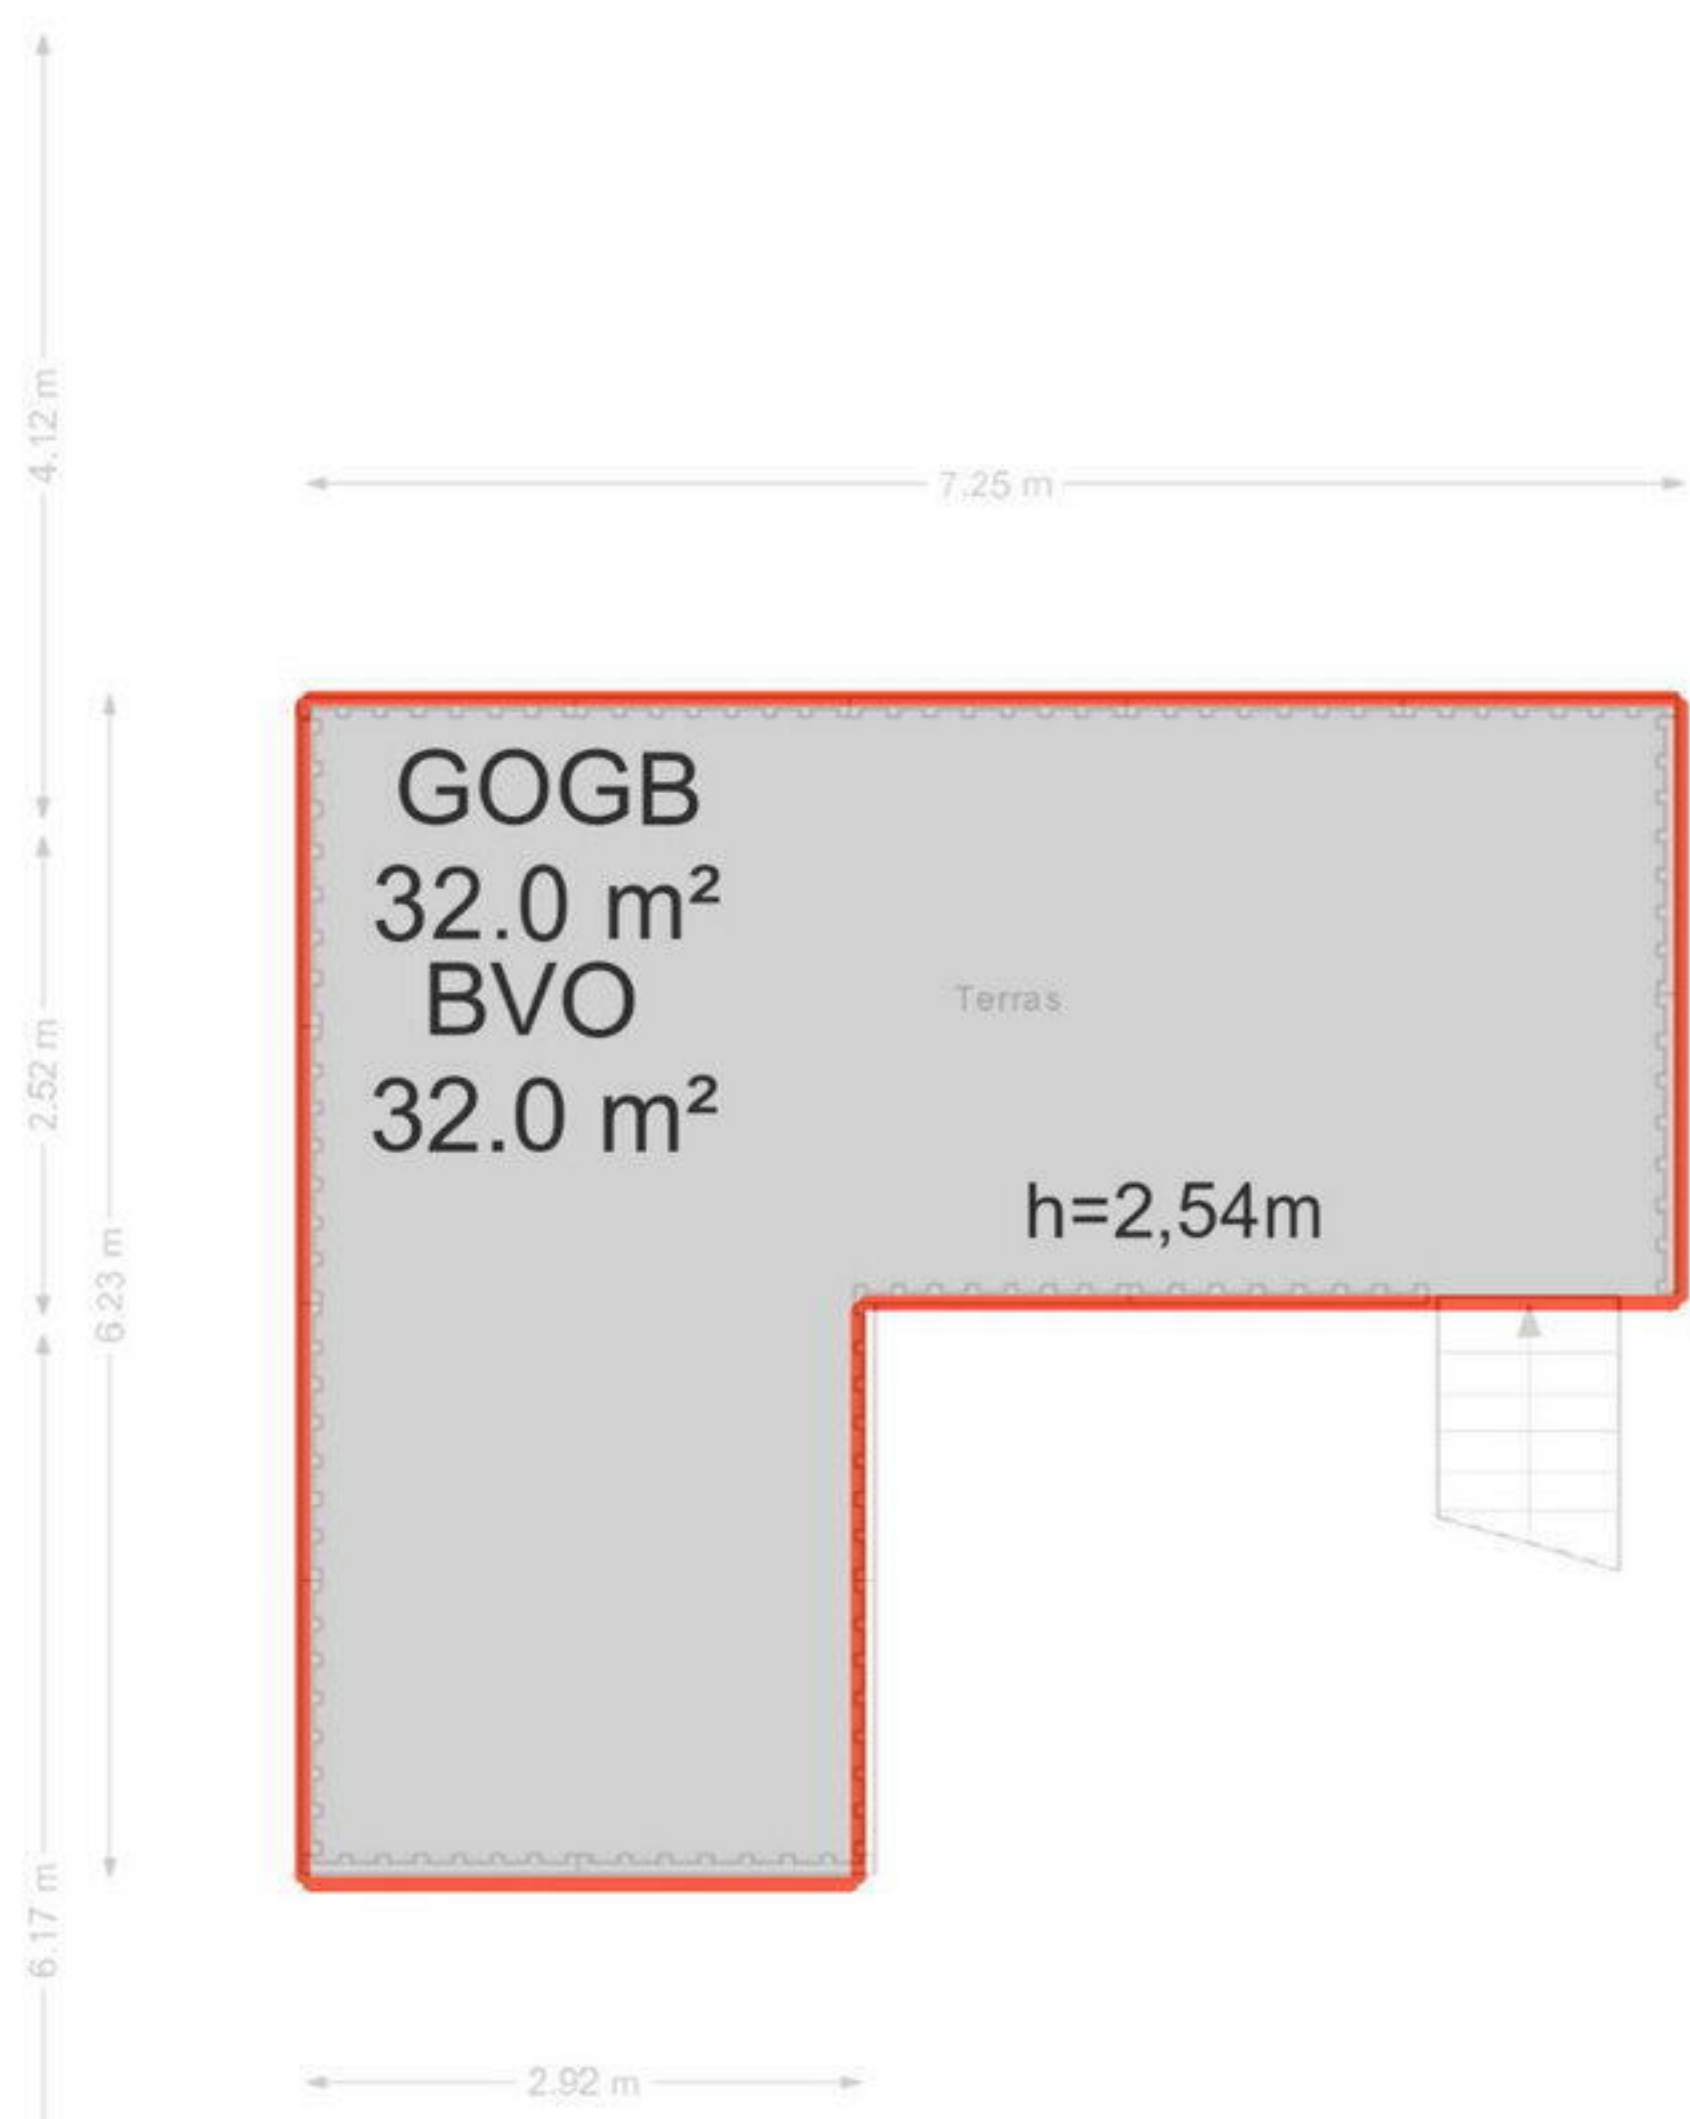 4.12 m
7.25 m
GOGB
32.0 m²
BVO
32.0 m²
Terras
2.52 m
h=2,54m
6.23 m
6.17 m
2.92 m